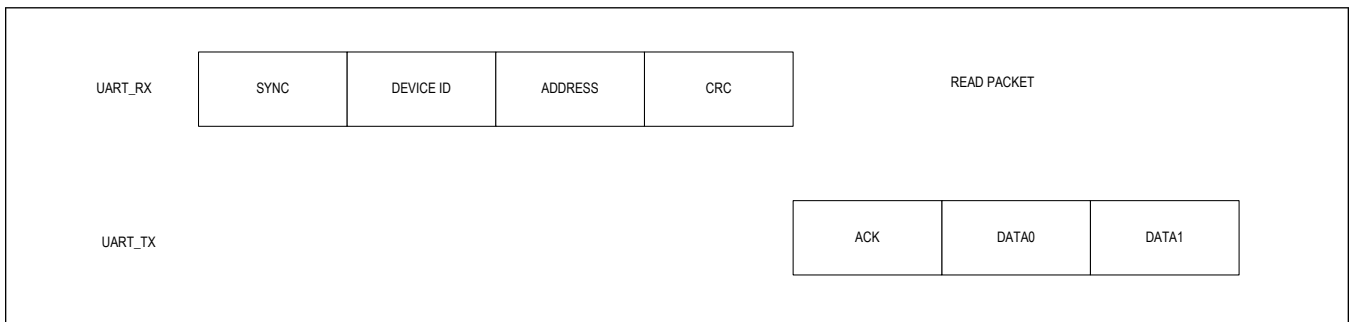 UART_RX SYNC DEVICE ID ADDRESS CRC READ PACKET
UART_TX ACK DATA0 DATA1